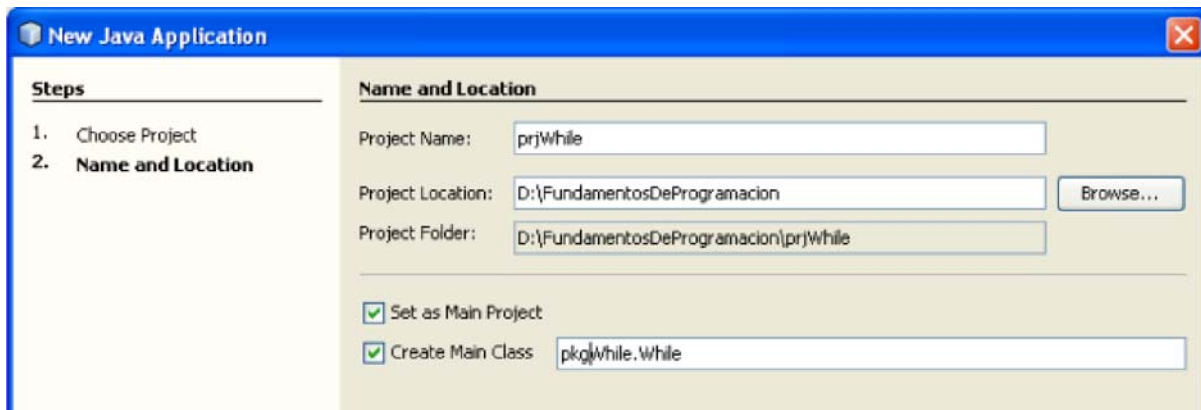 New Java Application
Steps
1. Choose Project
2. Name and Location
Name and Location
Project Name: prjWhile
Project Location: D:\FundamentosDeProgramacion Browse...
Project Folder: D:\FundamentosDeProgramacion\prjWhile
Set as Main Project
Create Main Class pkgWhile.While